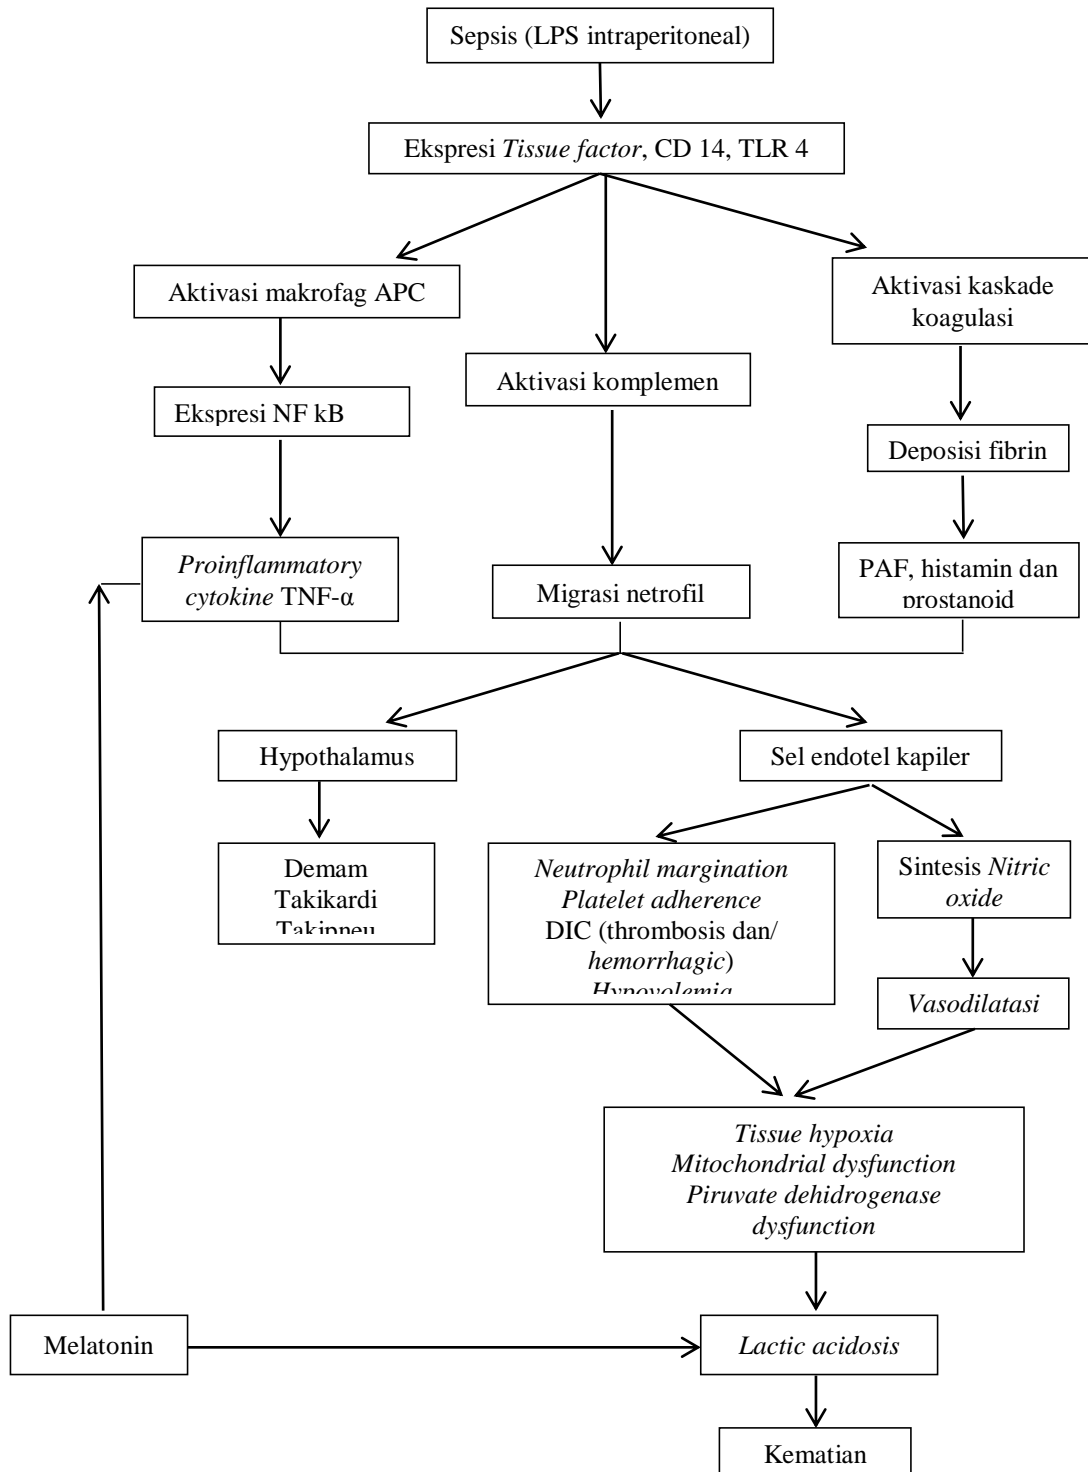 Sepsis (LPS intraperitoneal)
Ekspresi Tissue factor, CD 14, TLR 4
Aktivasi makrofag APC
Aktivasi kaskade
koagulasi
Aktivasi komplemen
Ekspresi NF kB
Deposisi fibrin
Proinflammatory
cytokine TNF-α
Migrasi netrofil
PAF, histamin dan
prostanoid
Hypothalamus
Sel endotel kapiler
Demam
Takikardi
Takipneu
Neutrophil margination
Platelet adherence
DIC (thrombosis dan/
hemorrhagic)
Hypovolemia
Sintesis Nitric
oxide
Vasodilatasi
Tissue hypoxia
Mitochondrial dysfunction
Piruvate dehidrogenase
dysfunction
Melatonin
Lactic acidosis
Kematian